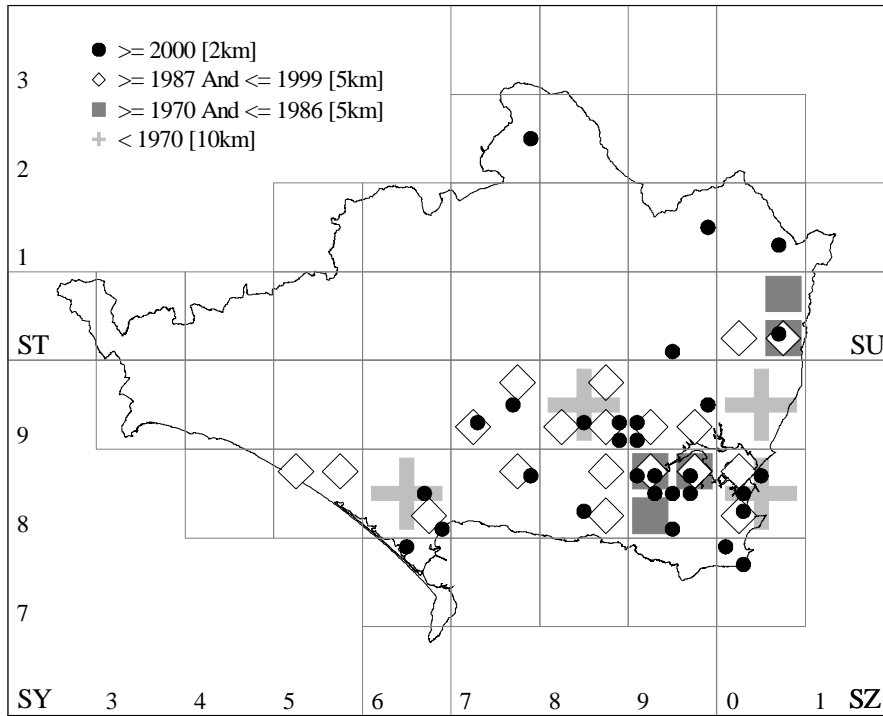 >= 2000 [2km]
>= 1987 And <= 1999 [5km]
>= 1970 And <= 1986 [5km]
< 1970 [10km]
3
2
1
ST SU
9
8
7
SY 3 4 5 6 7 8 9 0 1 SZ